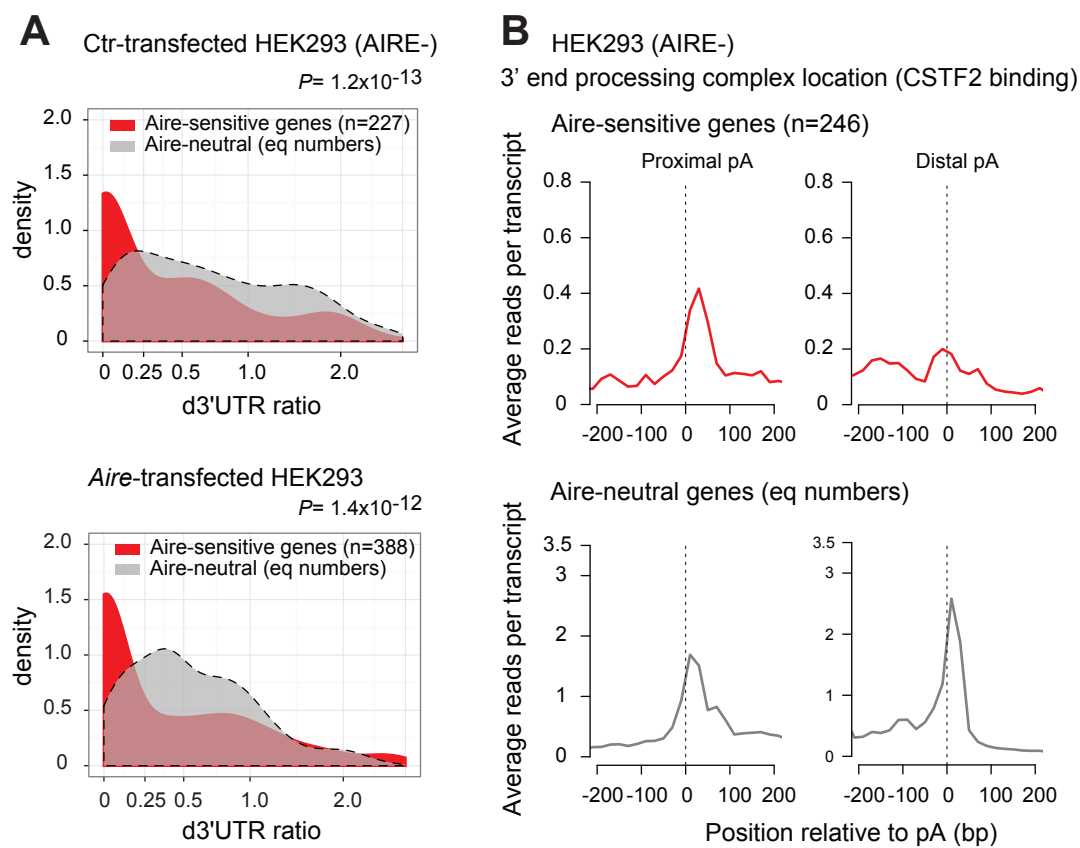 A
Ctr-transfected HEK293 (AIRE-)
P= 1.2x10-13
2.0
1.5
1.0
0.5
0
density
Aire-sensitive genes (n=227)
Aire-neutral (eq numbers)
0 0.25 0.5 1.0 2.0
d3'UTR ratio
Aire-transfected HEK293
P= 1.4x10-12
2.0
1.5
1.0
0.5
0
density
Aire-sensitive genes (n=388)
Aire-neutral (eq numbers)
0 0.25 0.5 1.0 2.0
d3'UTR ratio
B
HEK293 (AIRE-)
3' end processing complex location (CSTF2 binding)
Aire-sensitive genes (n=246)
Average reads per transcript
Proximal pA
0.8
0.6
0.4
0.2
0
-200 -100 0 100 200
Distal pA
0.8
0.6
0.4
0.2
0
-200 -100 0 100 200
Aire-neutral genes (eq numbers)
Average reads per transcript
3.5
3
2
1
0
-200 -100 0 100 200
3.5
2
1
0
-200 -100 0 100 200
Position relative to pA (bp)